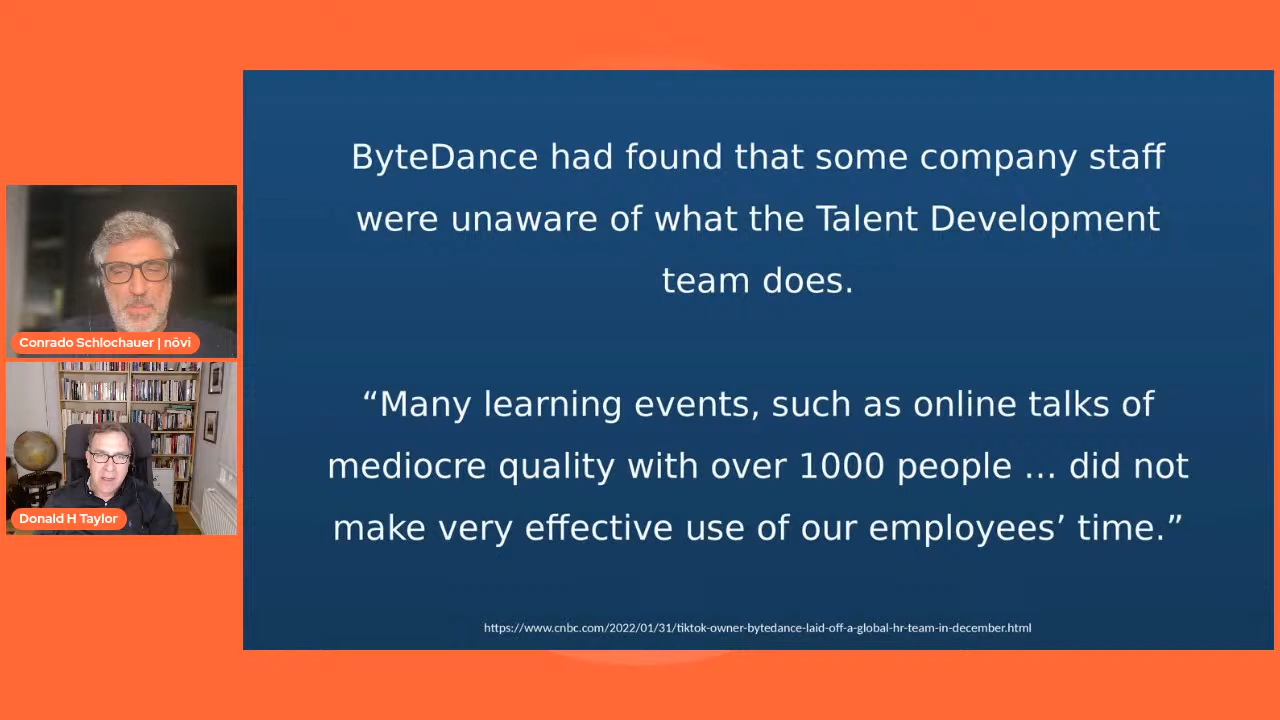 ByteDance had found that some company staff
were unaware of what the Talent Development
team does.
“Many learning events, such as online talks of
mediocre quality with over 1000 people … did not
make very effective use of our employees’ time.”
https://www.cnbc.com/2022/01/31/tiktok-owner-bytedance-laid-off-a-global-hr-team-in-december.html
Conrado Schlochauer | nōvi
Donald H Taylor